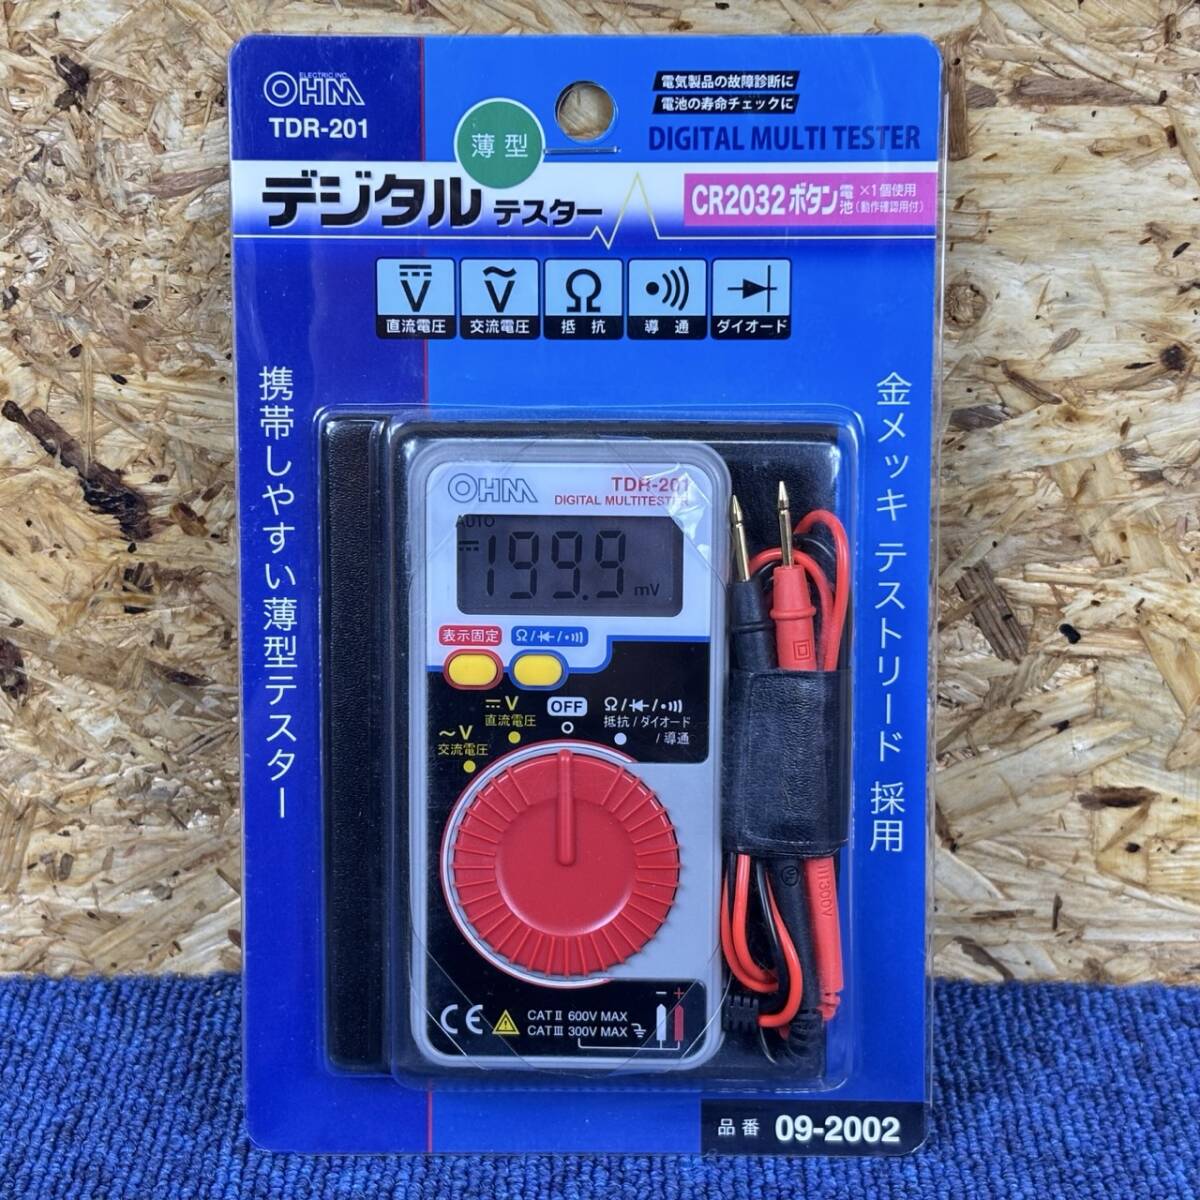 ELECTRIC INC.
OHM
TDR-201
薄型
電気製品の故障診断に
電池の寿命チェックに
DIGITAL MULTI TESTER
デジタル テスター
CR2032 ボタン電池 ×1個使用(動作確認用付)
V
直流電圧
V
交流電圧
Ω
抵抗
導通
ダイオード
携帯しやすい薄型テスター
金メッキ テストリード 採用
OHM
TDR-201
DIGITAL MULTITESTER
AUTO
199.9 mV
表示固定
Ω/ /
V
直流電圧
OFF
Ω/ /
抵抗/ダイオード
/導通
~V
交流電圧
CE
CAT II 600V MAX
CAT III 300V MAX
- +
300V
品番 09-2002